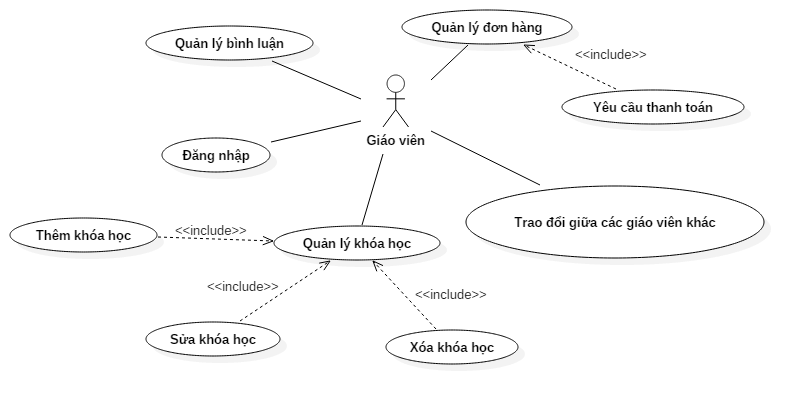 Quản lý đơn hàng
Quản lý bình luận
<<include>>
Yêu cầu thanh toán
Giáo viên
Đăng nhập
Trao đổi giữa các giáo viên khác
Thêm khóa học
<<include>>
Quản lý khóa học
<<include>>
<<include>>
Sửa khóa học
Xóa khóa học